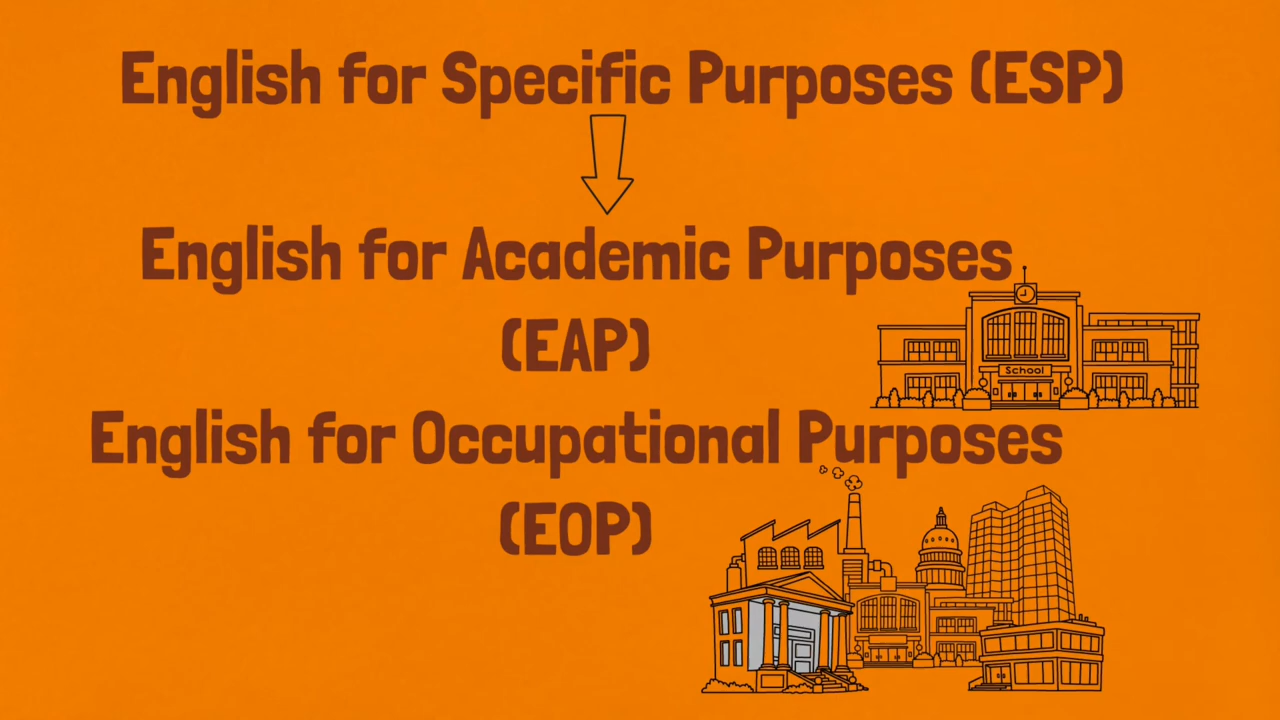 English for Specific Purposes (ESP)
English for Academic Purposes
(EAP)
School
English for Occupational Purposes
(EOP)